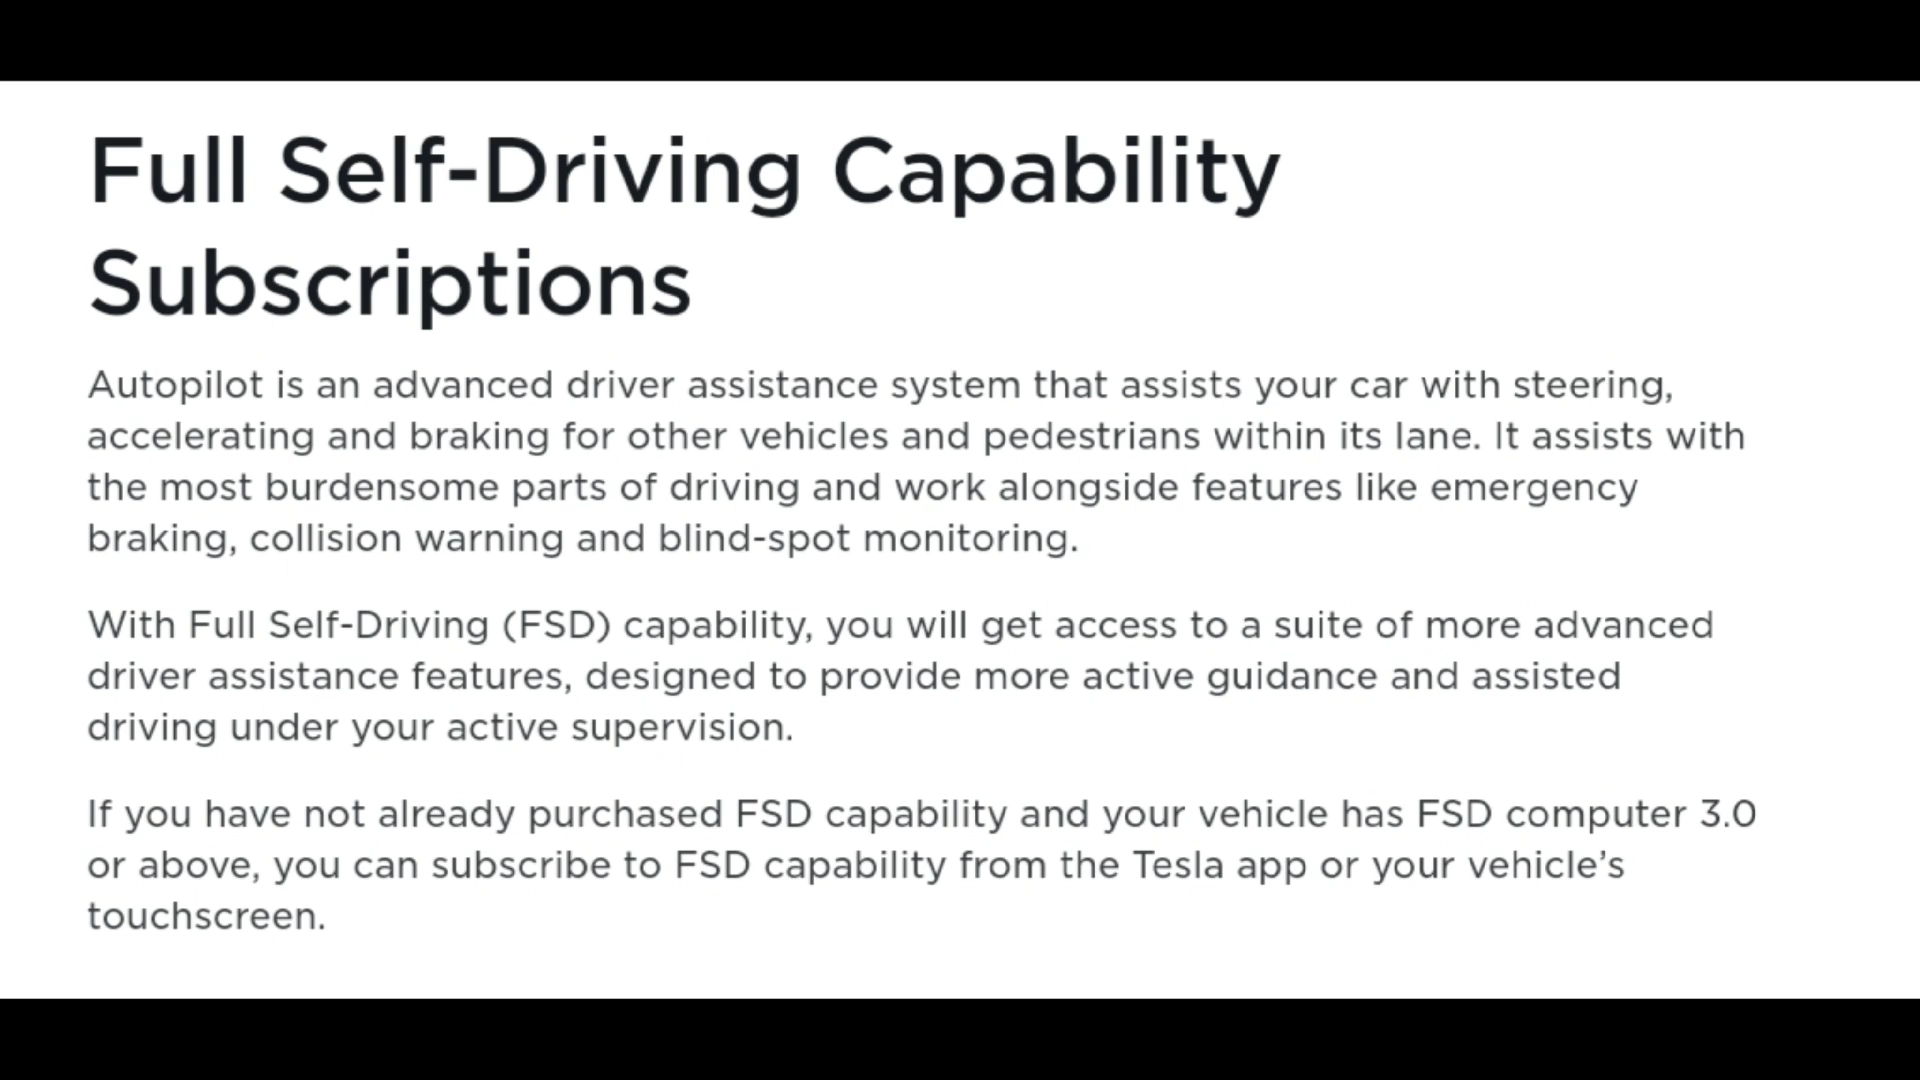 Full Self-Driving Capability
Subscriptions
Autopilot is an advanced driver assistance system that assists your car with steering,
accelerating and braking for other vehicles and pedestrians within its lane. It assists with
the most burdensome parts of driving and work alongside features like emergency
braking, collision warning and blind-spot monitoring.
With Full Self-Driving (FSD) capability, you will get access to a suite of more advanced
driver assistance features, designed to provide more active guidance and assisted
driving under your active supervision.
If you have not already purchased FSD capability and your vehicle has FSD computer 3.0
or above, you can subscribe to FSD capability from the Tesla app or your vehicle’s
touchscreen.